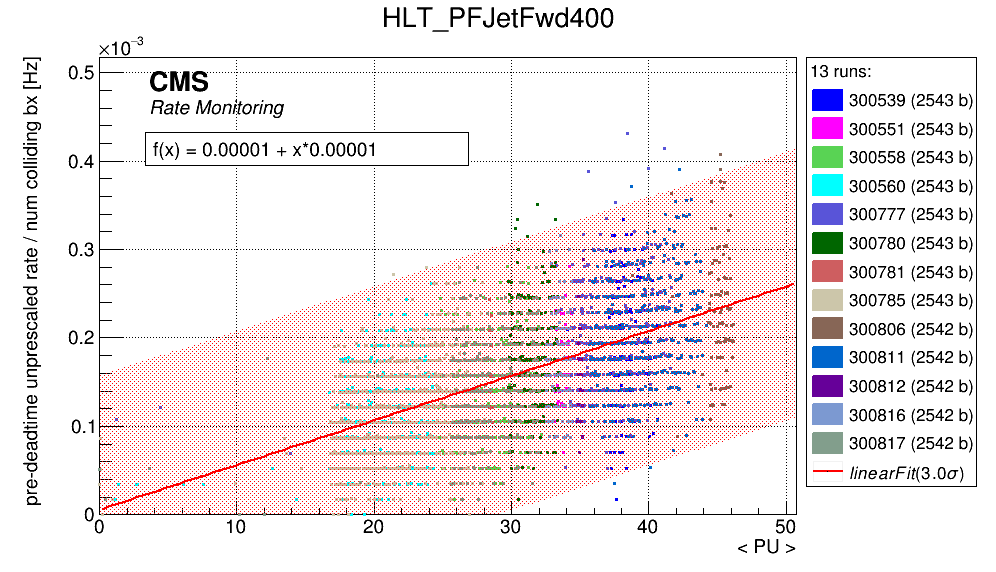 HLT_PFJetFwd400
×10⁻³
pre-deadtime unprescaled rate / num colliding bx [Hz]
0.5
0.4
0.3
0.2
0.1
0
CMS
Rate Monitoring
f(x) = 0.00001 + x*0.00001
0 10 20 30 40 50
< PU >
13 runs:
300539 (2543 b)
300551 (2543 b)
300558 (2543 b)
300560 (2543 b)
300777 (2543 b)
300780 (2543 b)
300781 (2543 b)
300785 (2543 b)
300806 (2542 b)
300811 (2542 b)
300812 (2542 b)
300816 (2542 b)
300817 (2542 b)
linearFit(3.0σ)